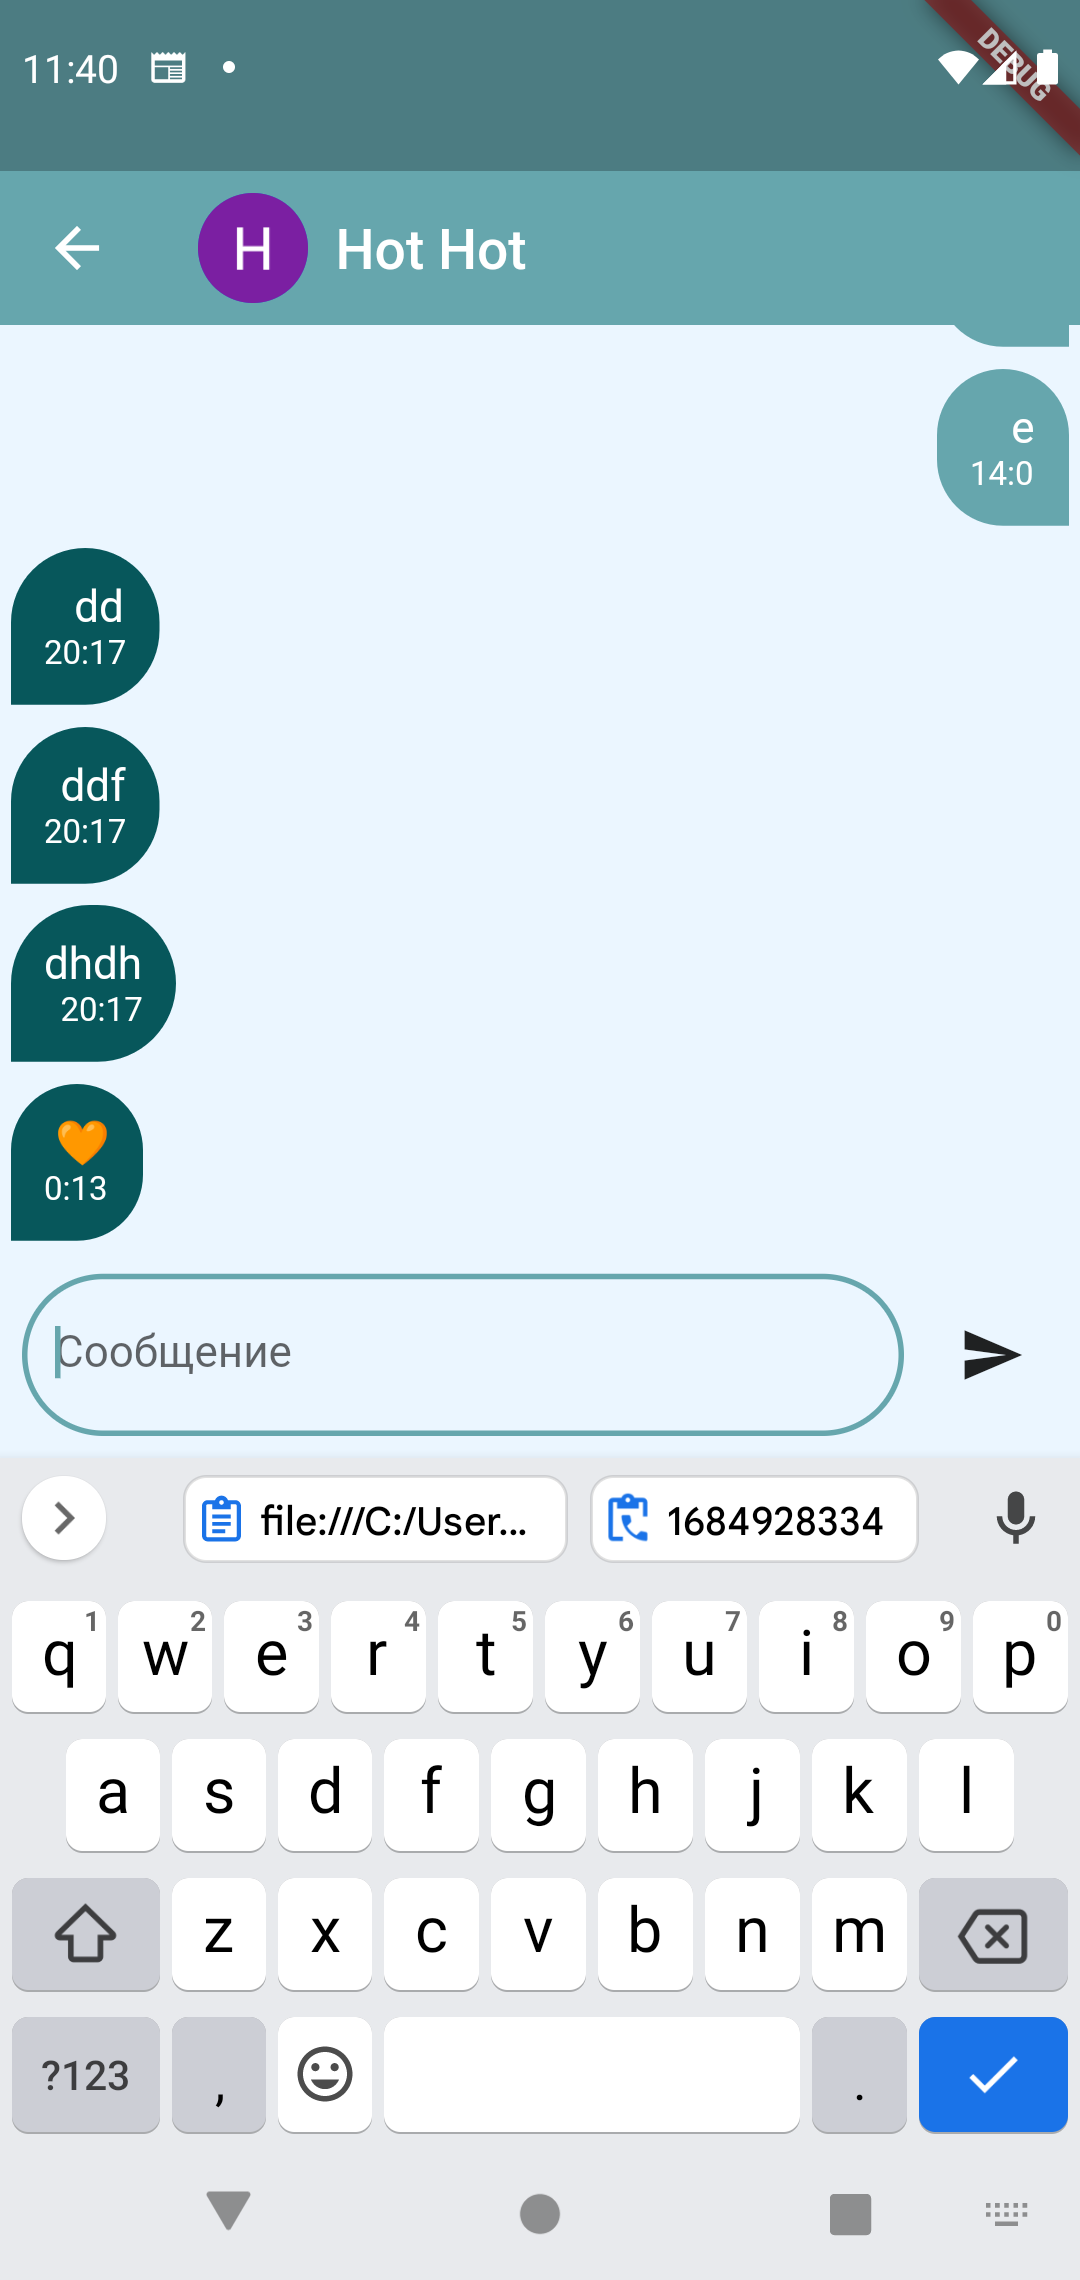 11:40
DEBUG
H
Hot Hot
e
14:0
dd
20:17
ddf
20:17
dhdh
20:17
🧡
0:13
Сообщение
file:///C:/User...
1684928334
q 1 w 2 e 3 r 4 t 5 y 6 u 7 i 8 o 9 p 0
a s d f g h j k l
z x c v b n m
?123 , .